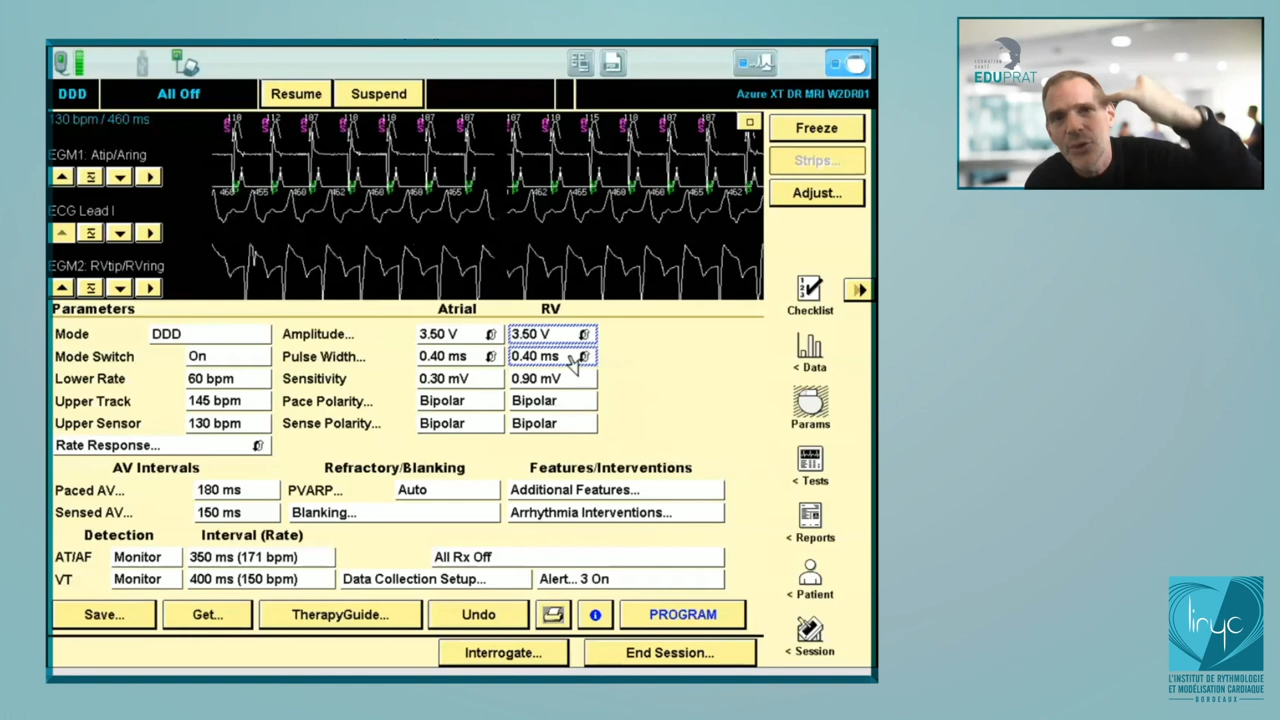 DDD All Off Resume Suspend Azure XT DR MRI W2DR01
130 bpm / 460 ms
EGM1: Atip/Aring
ECG Lead I
EGM2: RVtip/RVring
Freeze
Strips...
Adjust...
Checklist
< Data
Params
< Tests
< Reports
< Patient
< Session
Parameters Atrial RV
Mode DDD Amplitude... 3.50 V 3.50 V
Mode Switch On Pulse Width... 0.40 ms 0.40 ms
Lower Rate 60 bpm Sensitivity 0.30 mV 0.90 mV
Upper Track 145 bpm Pace Polarity... Bipolar Bipolar
Upper Sensor 130 bpm Sense Polarity... Bipolar Bipolar
Rate Response...
AV Intervals Refractory/Blanking Features/Interventions
Paced AV... 180 ms PVARP... Auto Additional Features...
Sensed AV... 150 ms Blanking... Arrhythmia Interventions...
Detection Interval (Rate)
AT/AF Monitor 350 ms (171 bpm) All Rx Off
VT Monitor 400 ms (150 bpm) Data Collection Setup... Alert... 3 On
Save... Get... TherapyGuide... Undo PROGRAM
Interrogate... End Session...
FORMATION
SANTÉ
EDUPRAT
liryc
L'INSTITUT DE RYTHMOLOGIE
ET MODÉLISATION CARDIAQUE
BORDEAUX